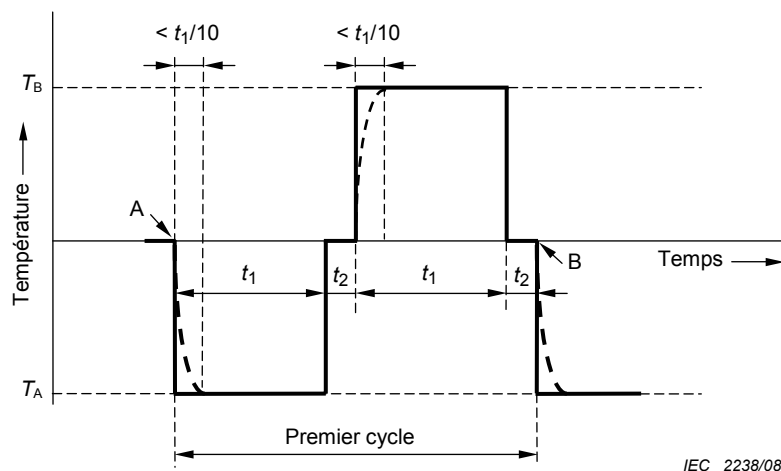 < t1/10
< t1/10
TB
Température
A
t1
t2
t1
t2
B
Temps
TA
Premier cycle
IEC 2238/08